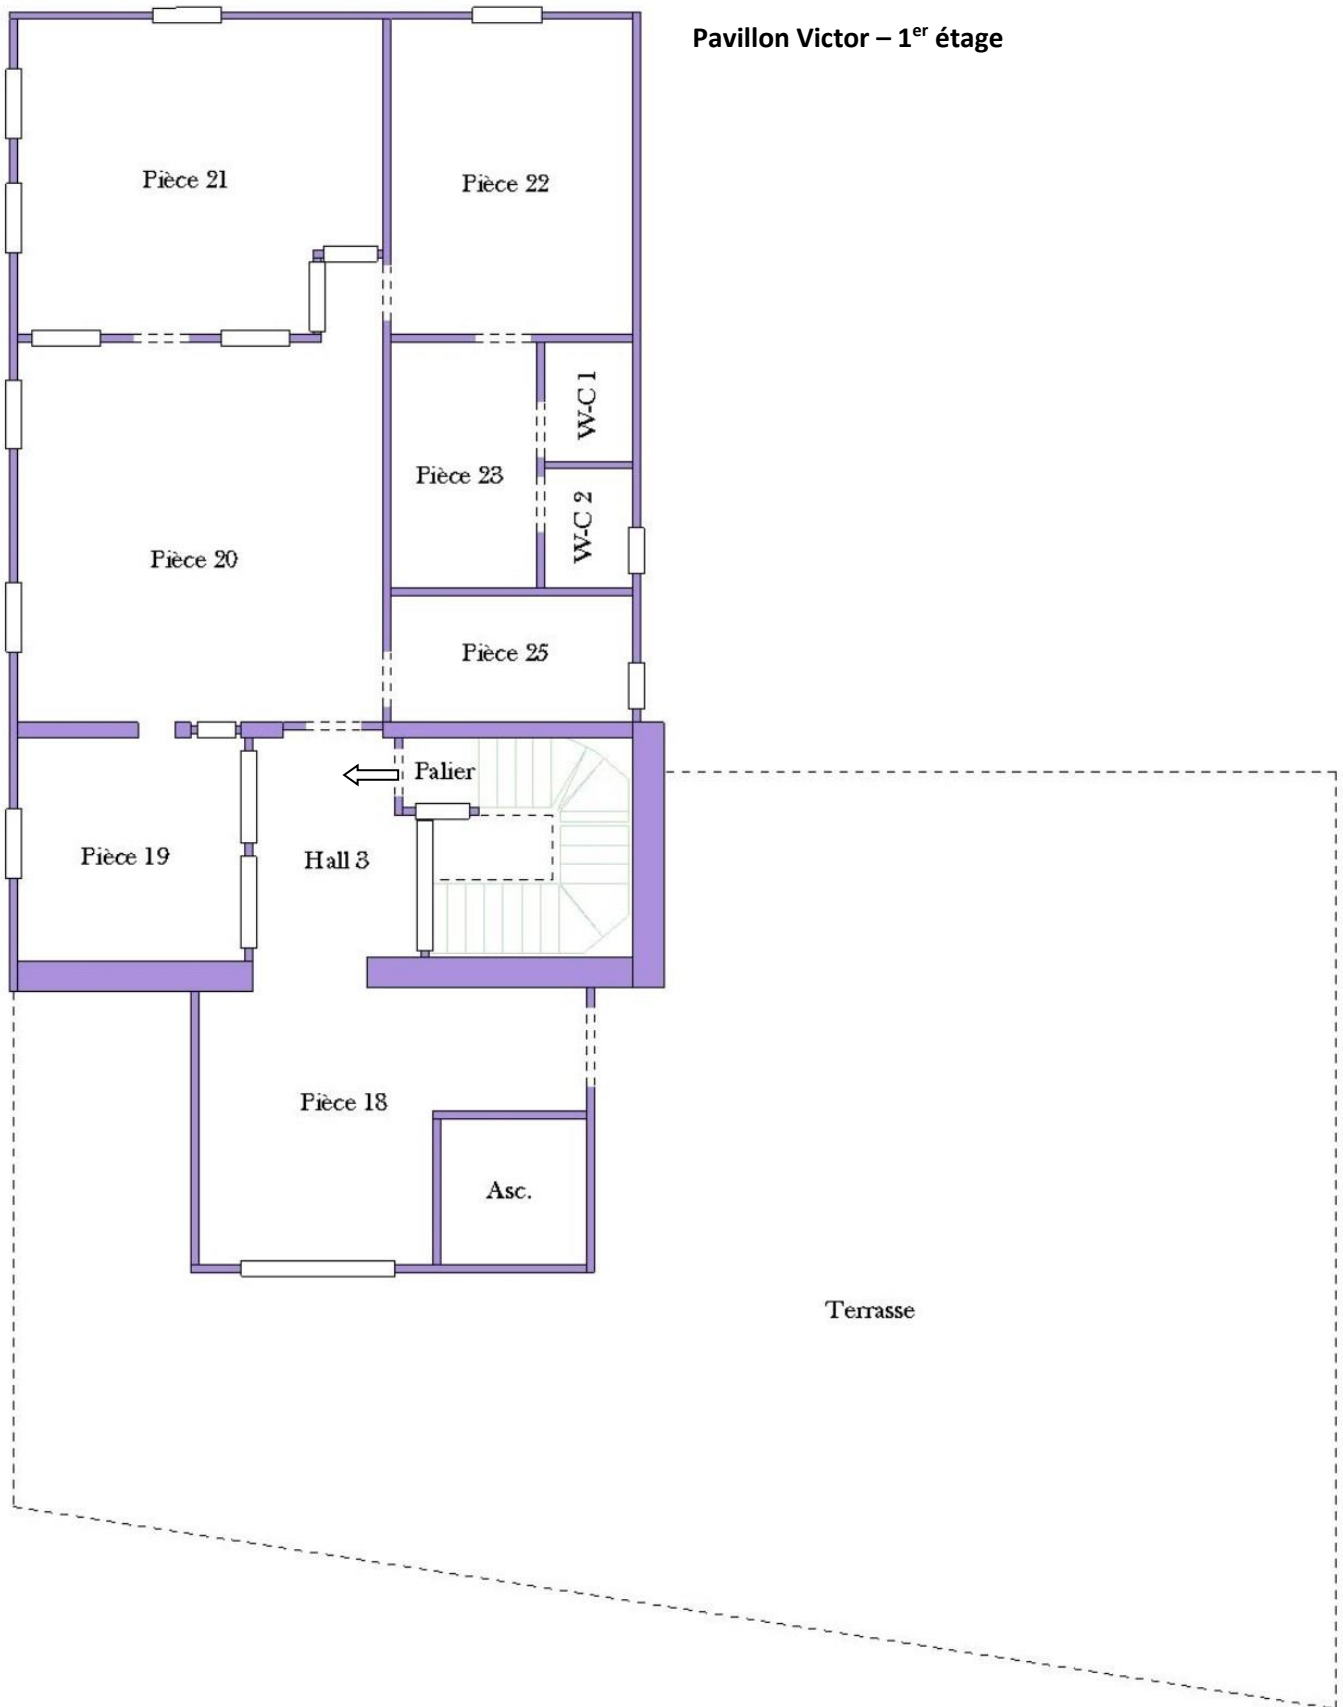 Pavillon Victor – 1er étage
Pièce 21
Pièce 22
W-C 1
Pièce 23
W-C 2
Pièce 20
Pièce 25
Palier
Pièce 19
Hall 3
Pièce 18
Asc.
Terrasse